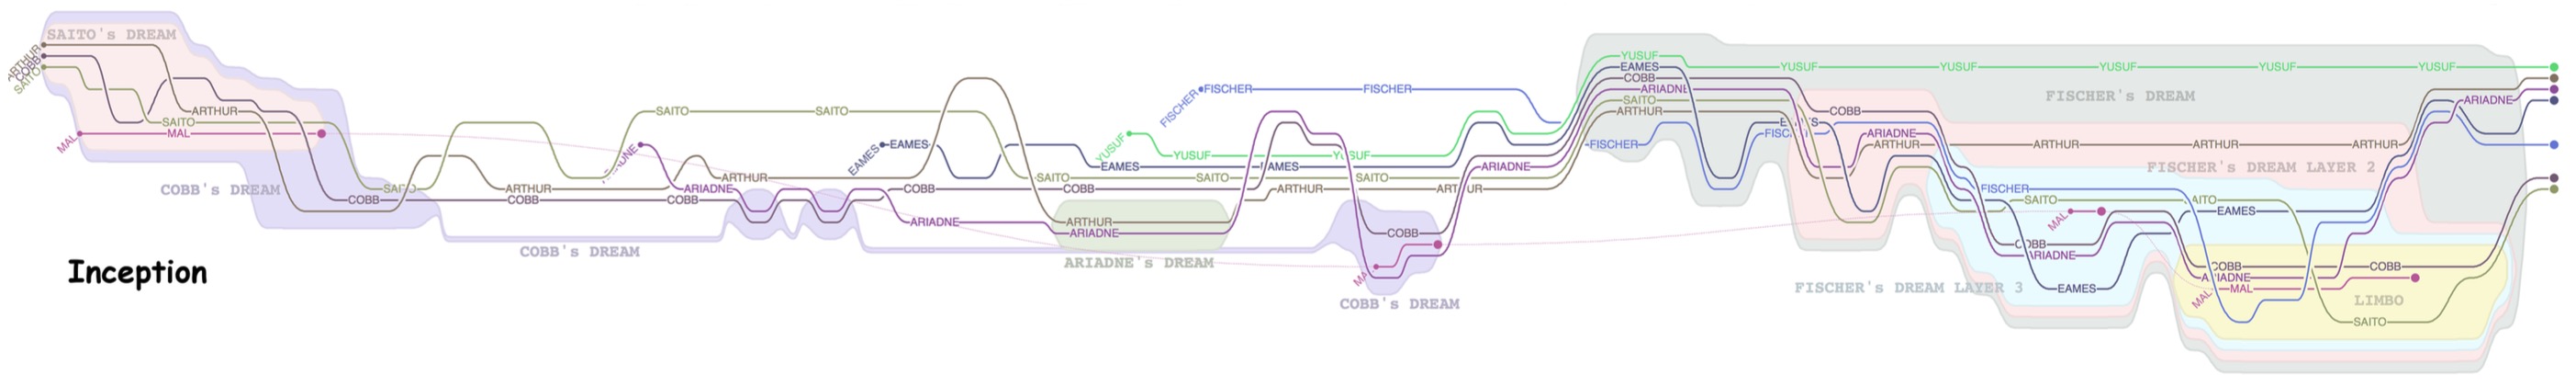 SAITO's DREAM
ARTHUR
COBB
SAITO
MAL
MAL
ARTHUR
SAITO
COBB's DREAM
COBB
SAITO
ARTHUR
COBB
COBB's DREAM
SAITO
SAITO
ARTHUR
ARIADNE
COBB
EAMES
EAMES
COBB
ARIADNE
FISCHER
FISCHER
FISCHER
YUSUF
YUSUF
YUSUF
EAMES
EAMES
SAITO
SAITO
SAITO
COBB
ARTHUR
ARTHUR
ARTHUR
ARIADNE
ARIADNE's DREAM
ARIADNE
COBB
MAL
COBB's DREAM
YUSUF
EAMES
COBB
ARIADNE
SAITO
ARTHUR
FISCHER
YUSUF
YUSUF
YUSUF
YUSUF
YUSUF
FISCHER's DREAM
COBB
EAMES
FISCHER
ARIADNE
ARTHUR
ARTHUR
ARTHUR
ARTHUR
ARIADNE
FISCHER's DREAM LAYER 2
FISCHER
SAITO
SAITO
EAMES
MAL
COBB
ARIADNE
EAMES
FISCHER's DREAM LAYER 3
COBB
COBB
ARIADNE
MAL
MAL
LIMBO
SAITO
Inception